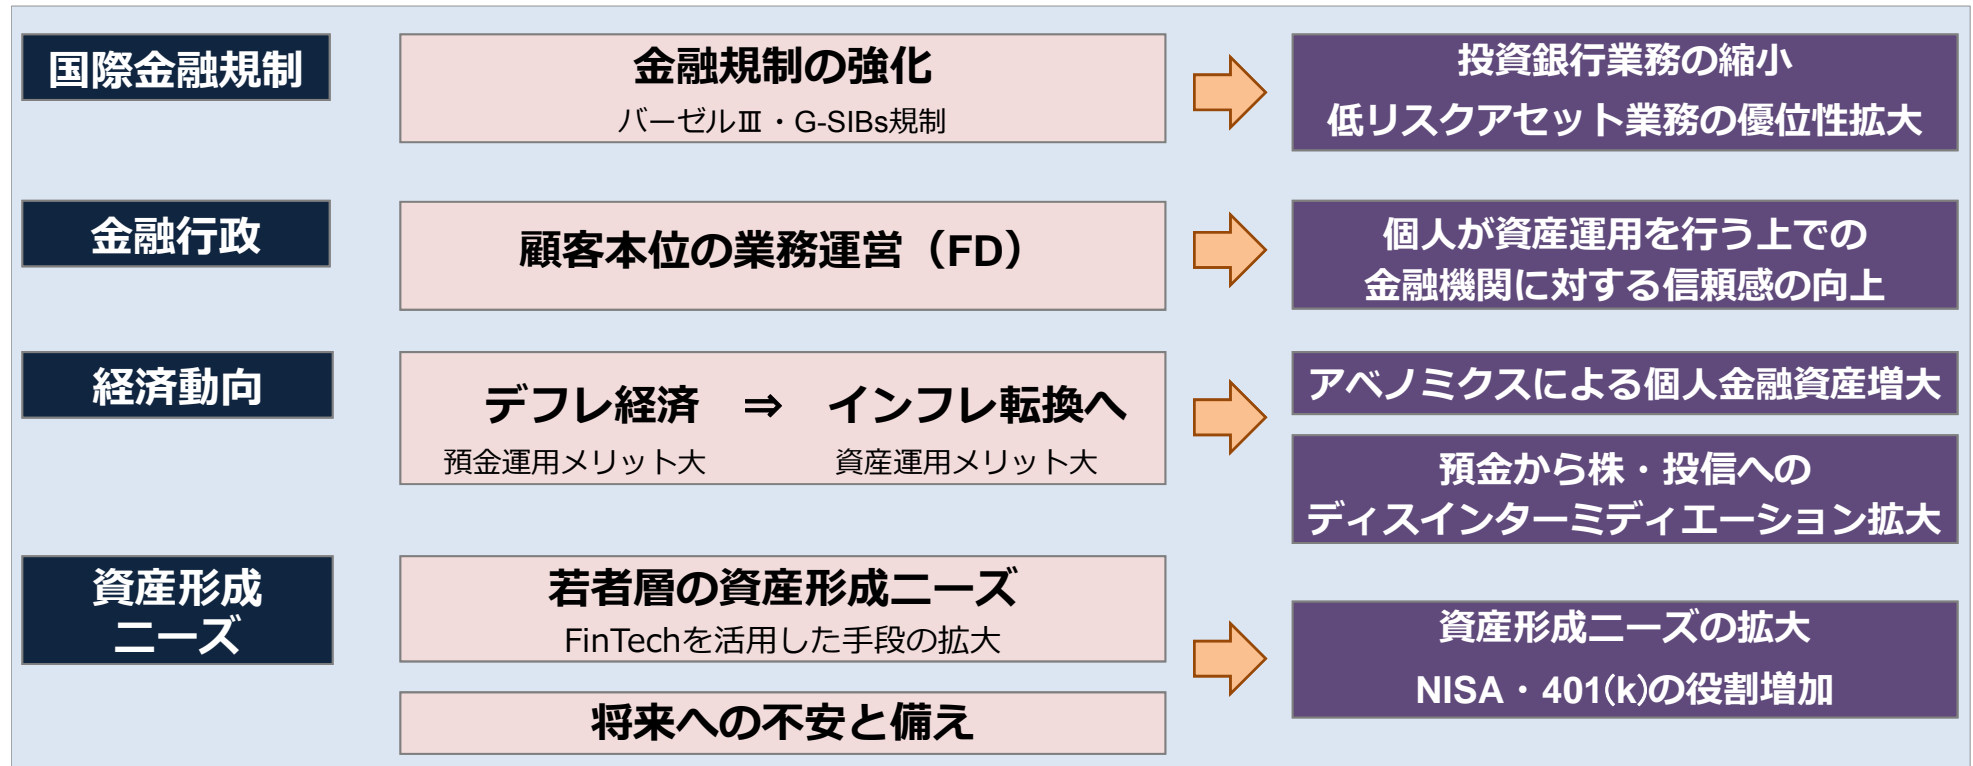 国際金融規制
金融規制の強化
バーゼルⅢ・G-SIBs規制
投資銀行業務の縮小
低リスクアセット業務の優位性拡大
金融行政
顧客本位の業務運営（FD）
個人が資産運用を行う上での
金融機関に対する信頼感の向上
経済動向
デフレ経済　⇒　インフレ転換へ
預金運用メリット大　資産運用メリット大
アベノミクスによる個人金融資産増大
預金から株・投信への
ディスインターミディエーション拡大
資産形成
ニーズ
若者層の資産形成ニーズ
FinTechを活用した手段の拡大
将来への不安と備え
資産形成ニーズの拡大
NISA・401(k)の役割増加